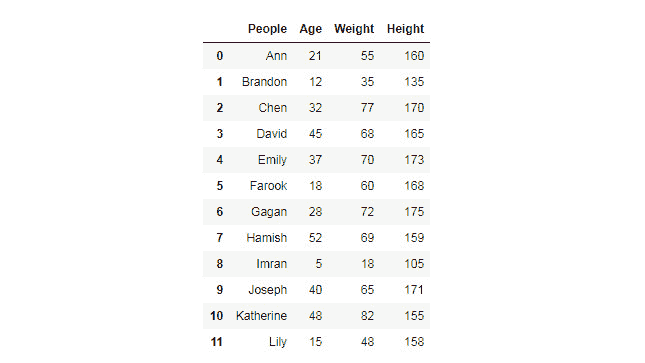 People Age Weight Height
0 Ann 21 55 160
1 Brandon 12 35 135
2 Chen 32 77 170
3 David 45 68 165
4 Emily 37 70 173
5 Farook 18 60 168
6 Gagan 28 72 175
7 Hamish 52 69 159
8 Imran 5 18 105
9 Joseph 40 65 171
10 Katherine 48 82 155
11 Lily 15 48 158